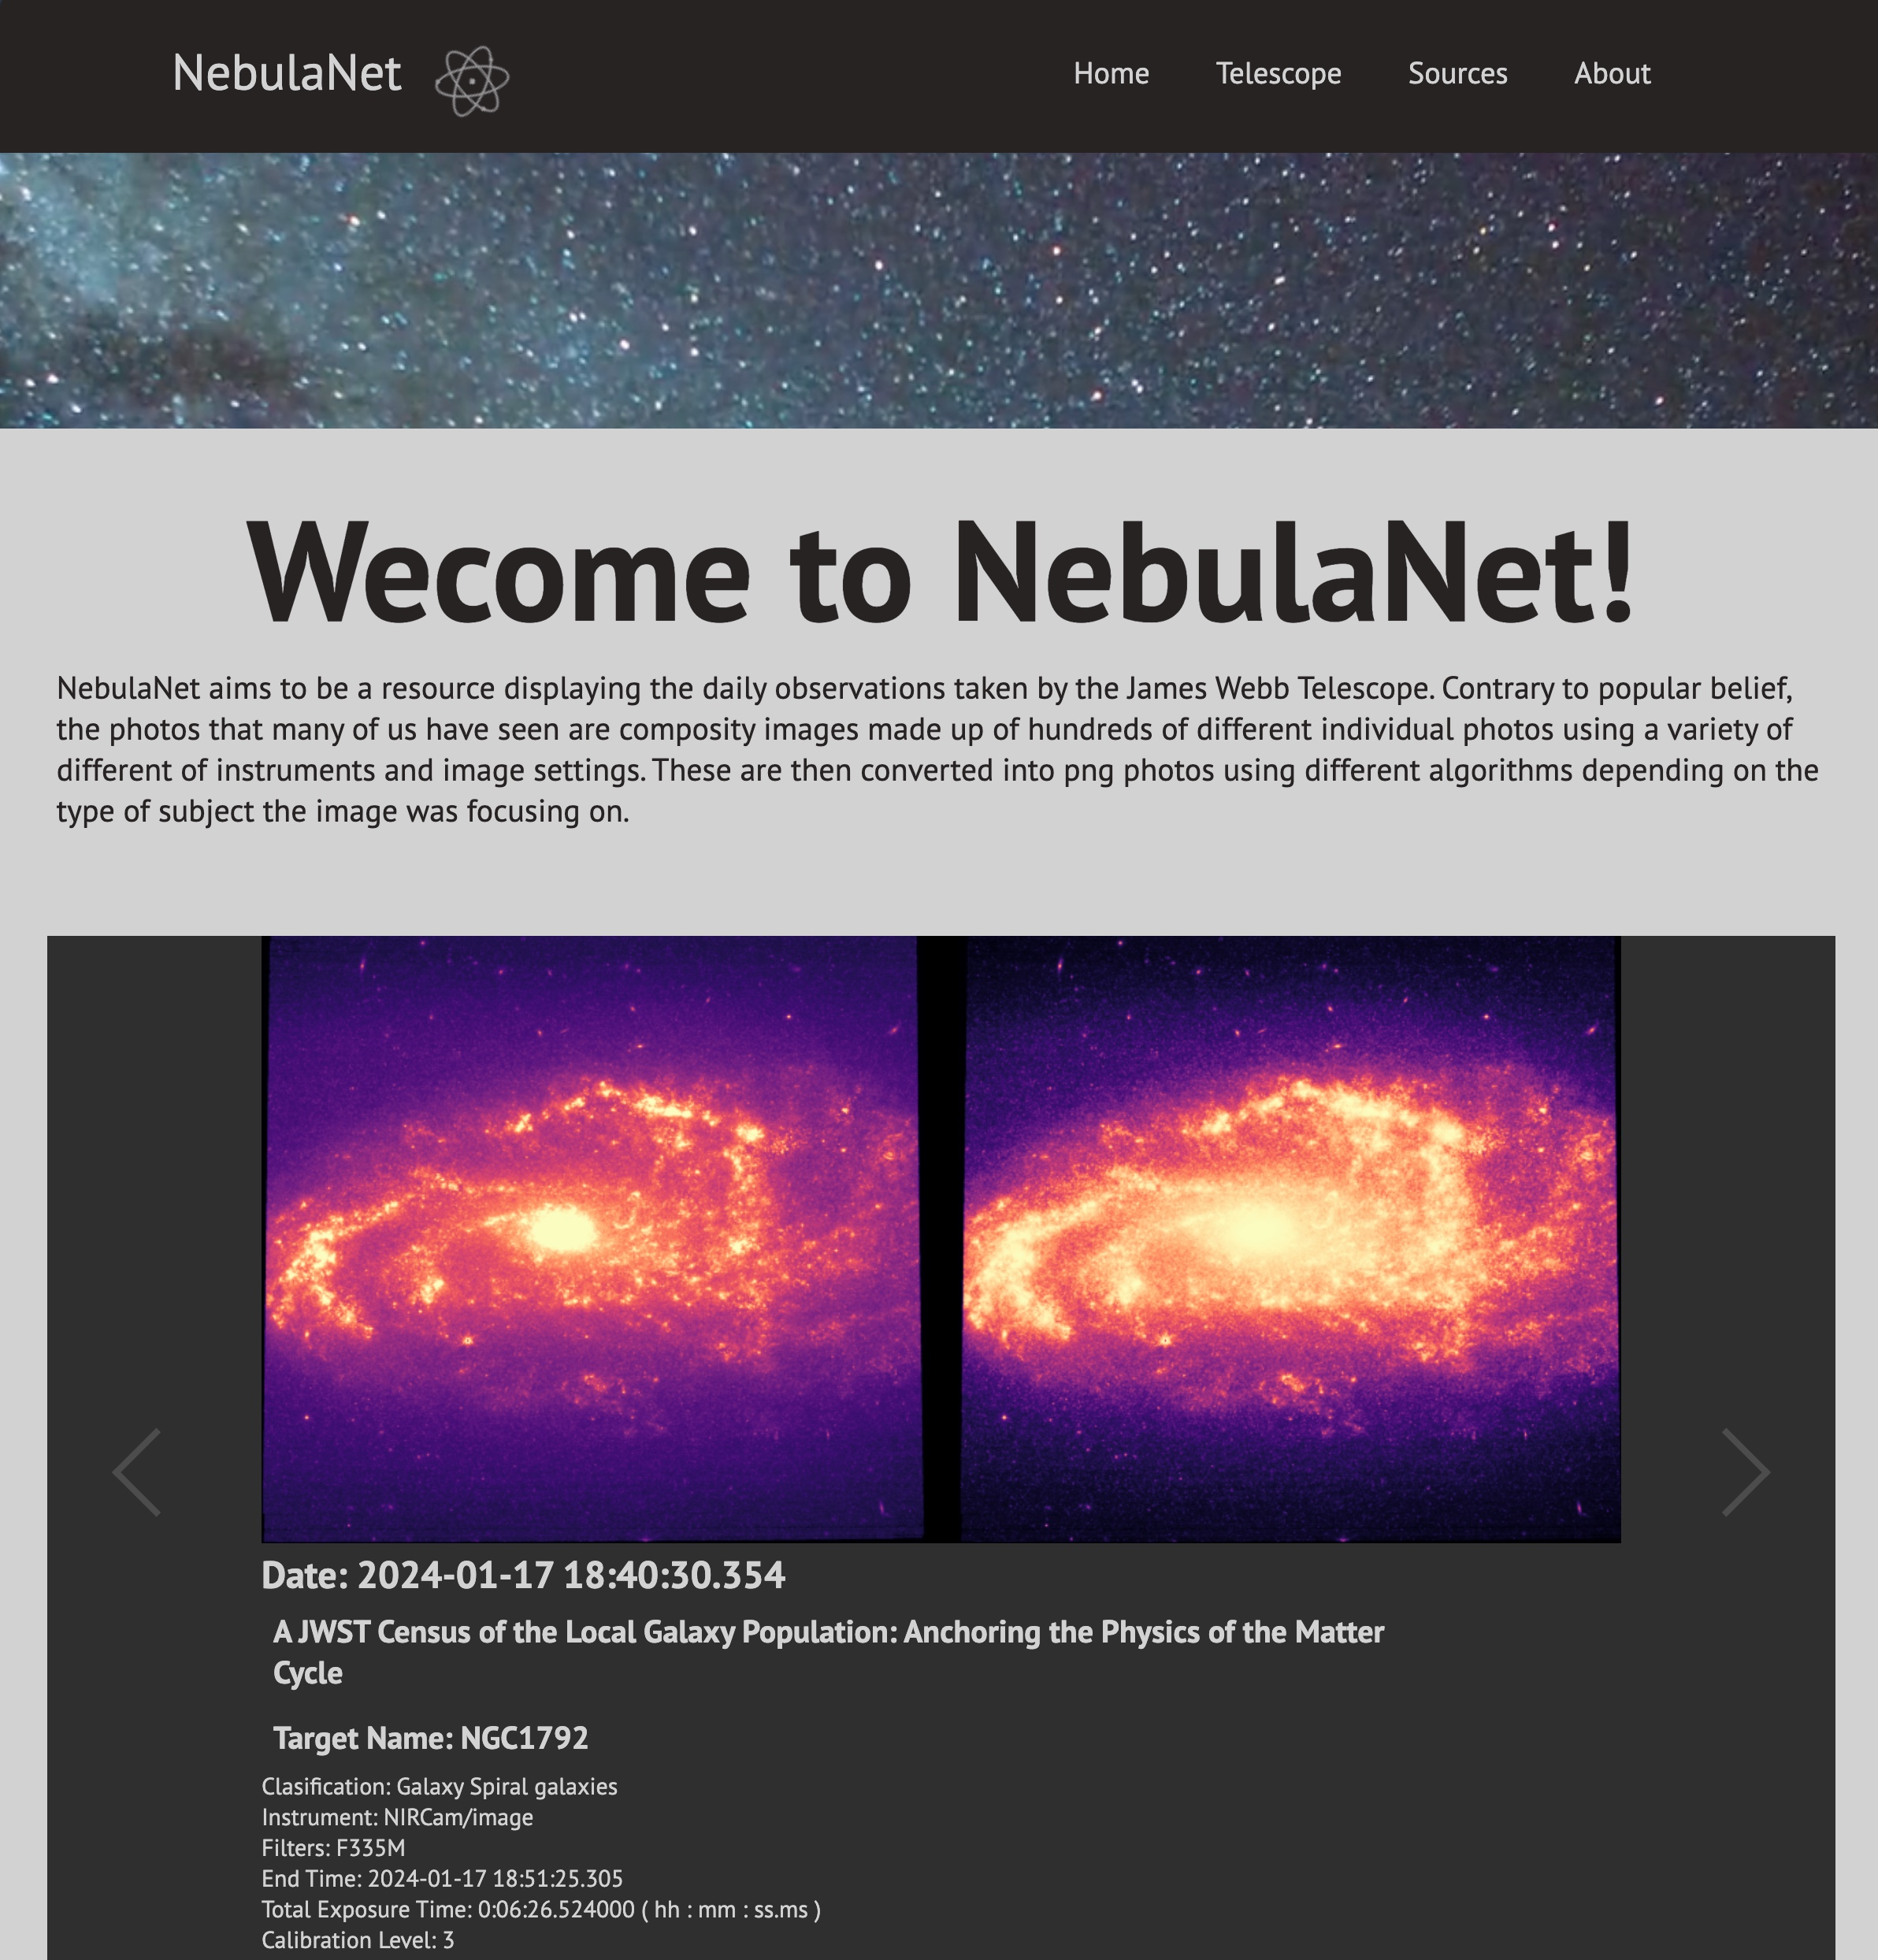 NebulaNet
Home Telescope Sources About
Wecome to NebulaNet!
NebulaNet aims to be a resource displaying the daily observations taken by the James Webb Telescope. Contrary to popular belief,
the photos that many of us have seen are composity images made up of hundreds of different individual photos using a variety of
different of instruments and image settings. These are then converted into png photos using different algorithms depending on the
type of subject the image was focusing on.
Date: 2024-01-17 18:40:30.354
A JWST Census of the Local Galaxy Population: Anchoring the Physics of the Matter
Cycle
Target Name: NGC1792
Clasification: Galaxy Spiral galaxies
Instrument: NIRCam/image
Filters: F335M
End Time: 2024-01-17 18:51:25.305
Total Exposure Time: 0:06:26.524000 ( hh : mm : ss.ms )
Calibration Level: 3